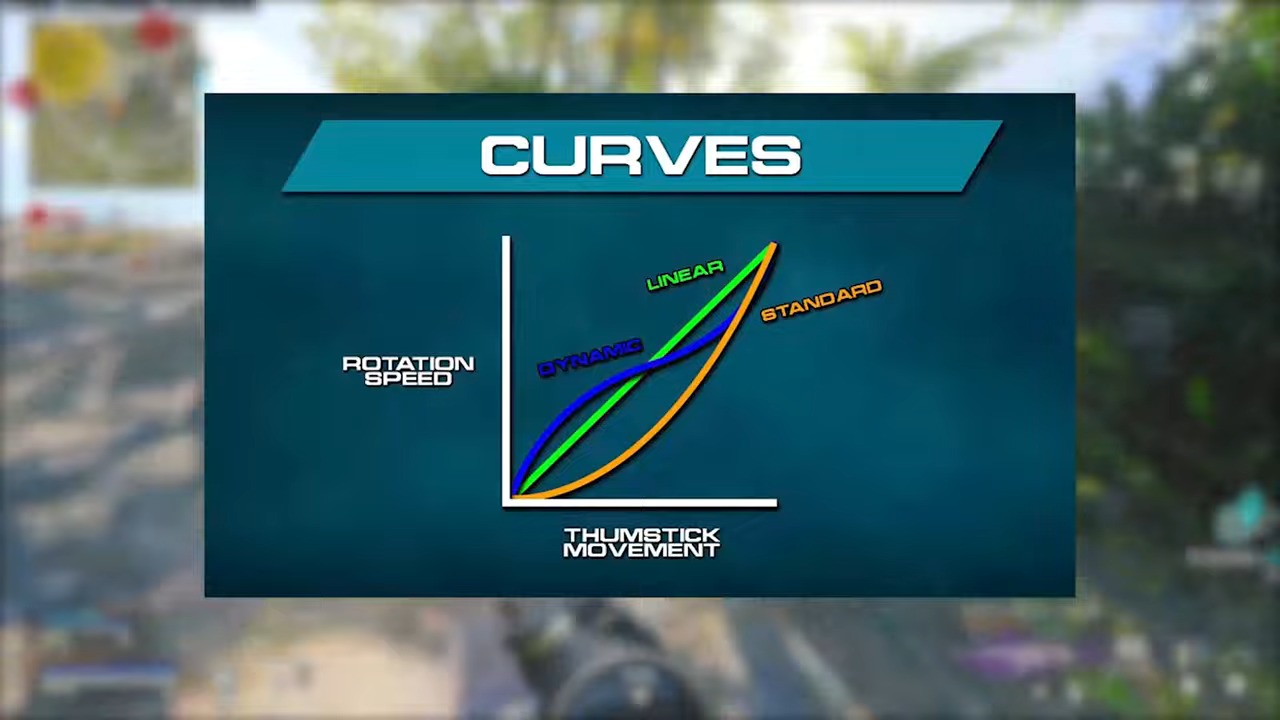 CURVES
LINEAR
STANDARD
DYNAMIC
ROTATION
SPEED
THUMSTICK
MOVEMENT